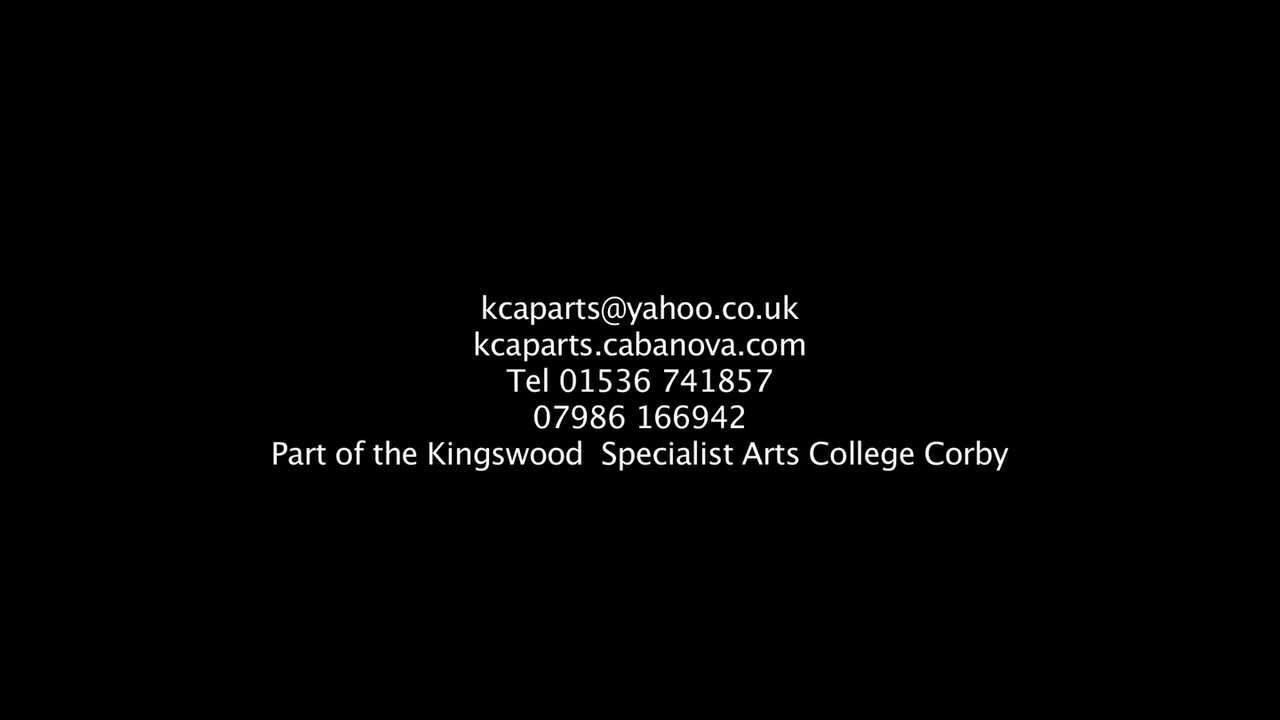 kcaparts@yahoo.co.uk
kcaparts.cabanova.com
Tel 01536 741857
07986 166942
Part of the Kingswood  Specialist Arts College Corby